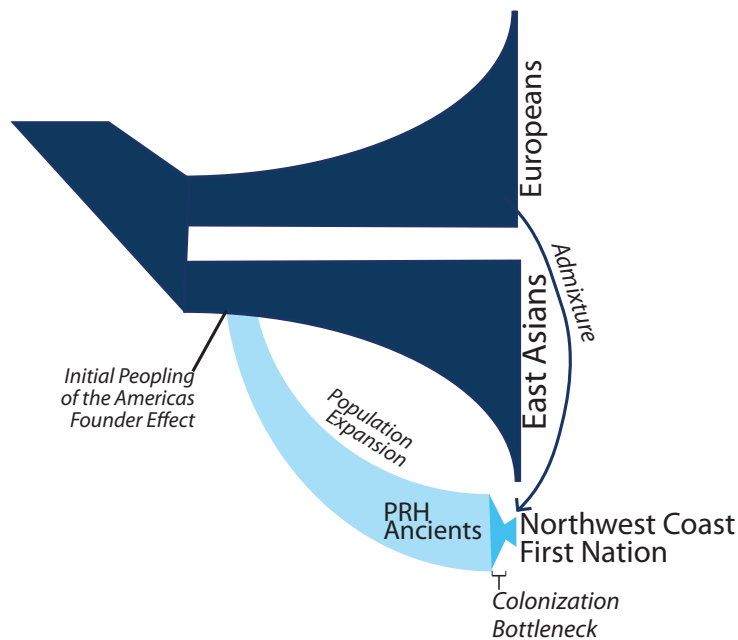 Europeans
Admixture
East Asians
Initial Peopling
of the Americas
Founder Effect
Population
Expansion
PRH
Ancients
Northwest Coast
First Nation
Colonization
Bottleneck